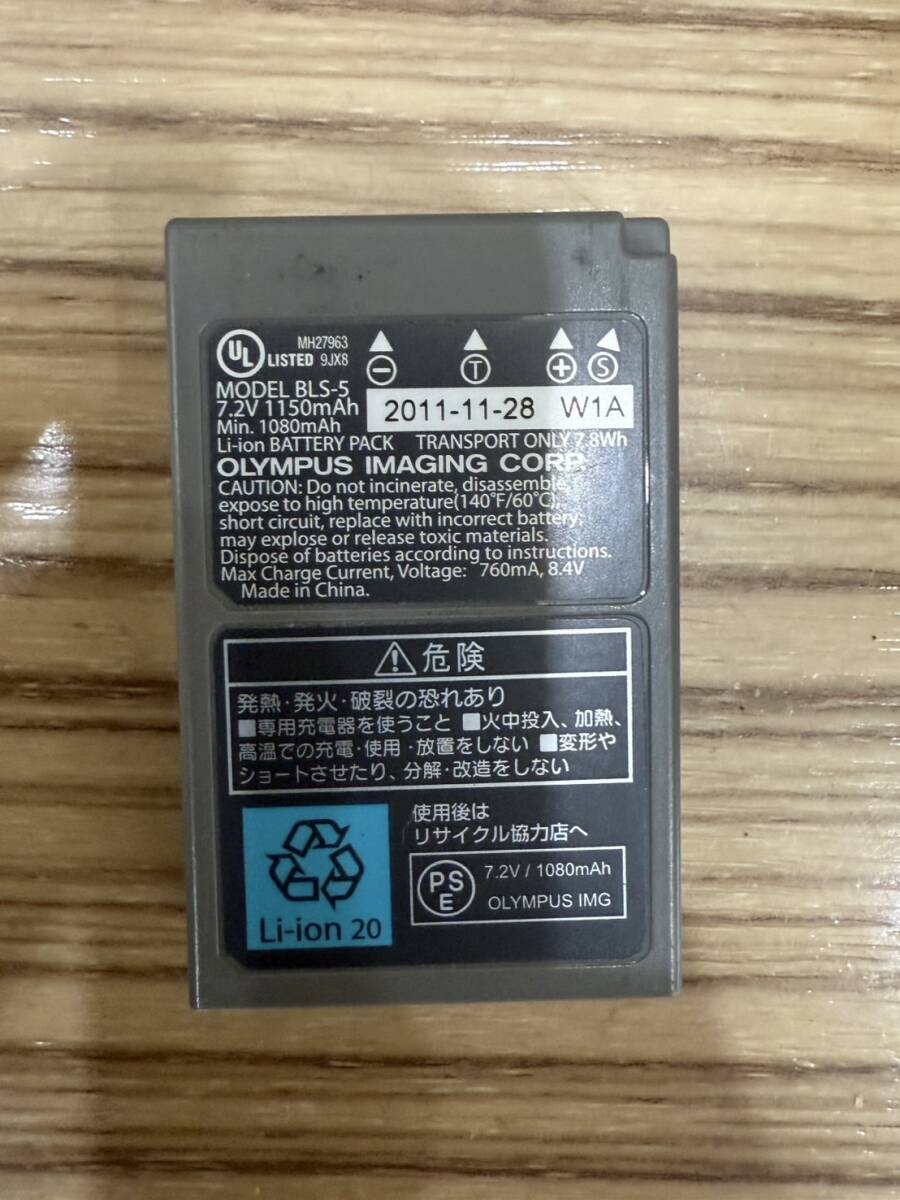 UL LISTED MH27963 9JX8
− T + S
MODEL BLS-5
7.2V 1150mAh
Min. 1080mAh
2011-11-28 W1A
Li-ion BATTERY PACK TRANSPORT ONLY 7.8Wh
OLYMPUS IMAGING CORP.
CAUTION: Do not incinerate, disassemble,
expose to high temperature(140°F/60°C),
short circuit, replace with incorrect battery;
may explode or release toxic materials.
Dispose of batteries according to instructions.
Max Charge Current, Voltage: 760mA, 8.4V
Made in China.
危険
発熱・発火・破裂の恐れあり
■専用充電器を使うこと ■火中投入、加熱、
高温での充電・使用・放置をしない ■変形や
ショートさせたり、分解・改造をしない
使用後は
リサイクル協力店へ
Li-ion 20
PSE
7.2V / 1080mAh
OLYMPUS IMG